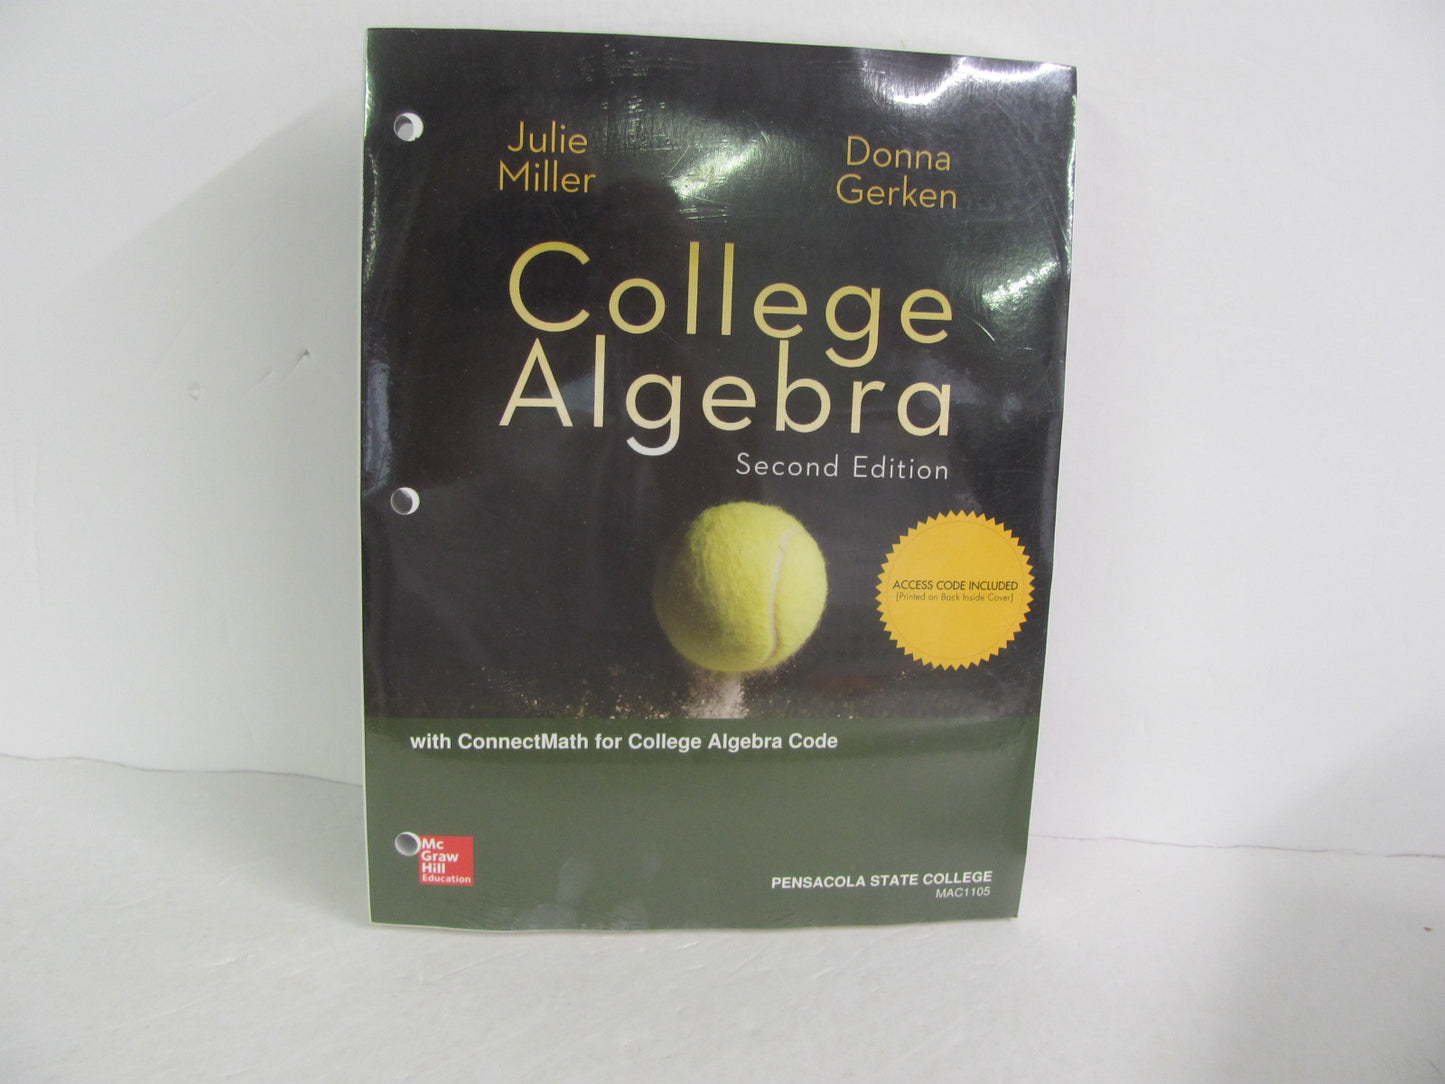 Julie
Miller
Donna
Gerken
College
Algebra
Second Edition
ACCESS CODE INCLUDED
[Printed on Back Inside Cover]
with ConnectMath for College Algebra Code
Mc
Graw
Hill
Education
PENSACOLA STATE COLLEGE
MAC1105